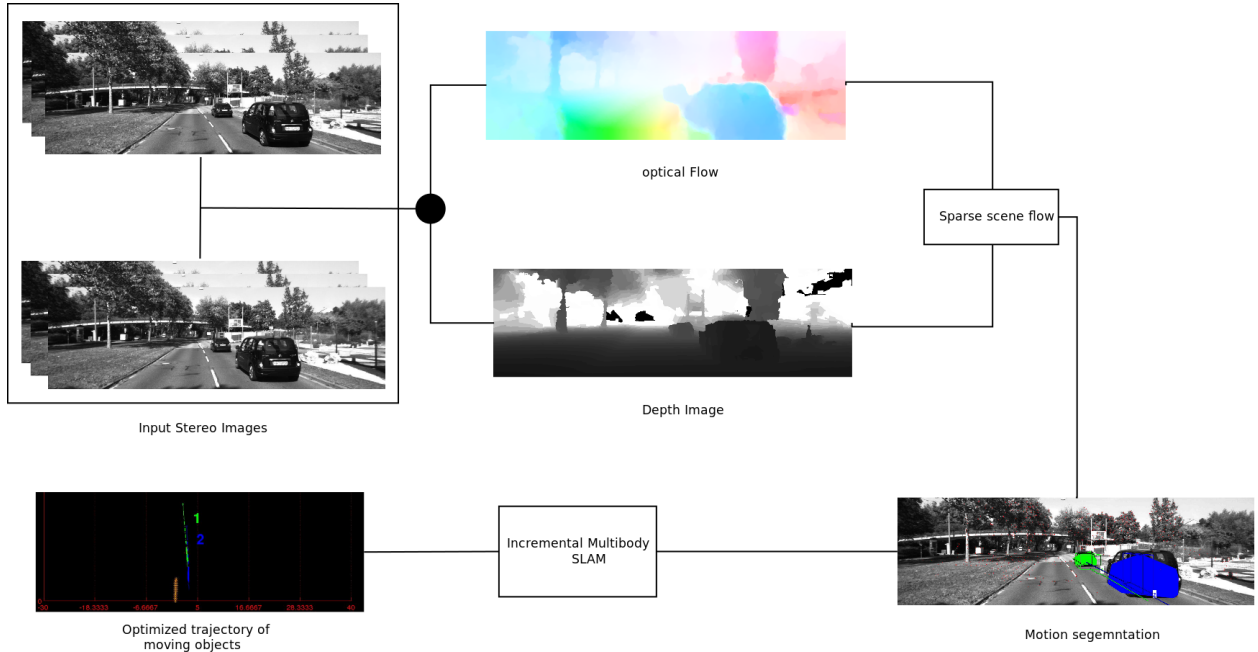 optical Flow
Sparse scene flow
Depth Image
Input Stereo Images
1
2
0
-30 -18.3333 -6.6667 5 16.6667 28.3333 40
Incremental Multibody
SLAM
Optimized trajectory of
moving objects
Motion segemntation